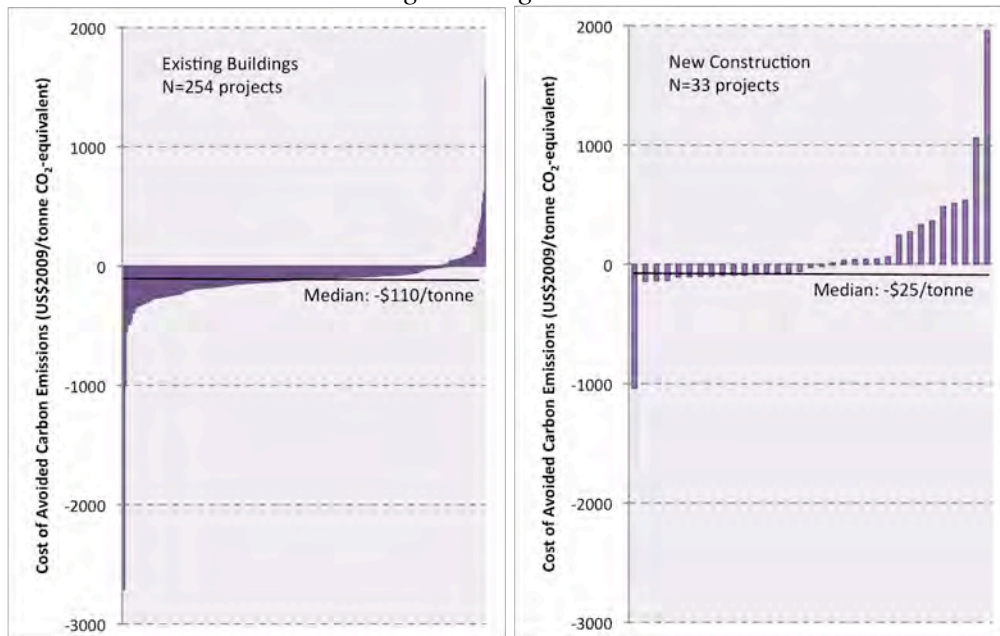 2000
1000
0
-1000
-2000
-3000
Cost of Avoided Carbon Emissions (US$2009/tonne CO₂-equivalent)
Existing Buildings
N=254 projects
Median: -$110/tonne
2000
1000
0
-1000
-2000
-3000
Cost of Avoided Carbon Emissions (US$2009/tonne CO₂-equivalent)
New Construction
N=33 projects
Median: -$25/tonne